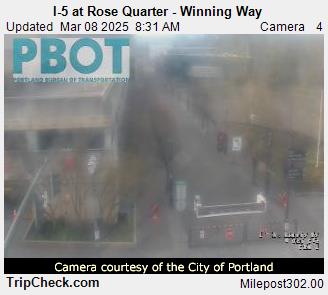 I-5 at Rose Quarter - Winning Way
Updated Mar 08 2025 8:31 AM Camera 4
PBOT
PORTLAND BUREAU OF TRANSPORTATION
Camera courtesy of the City of Portland
TripCheck.com Milepost302.00